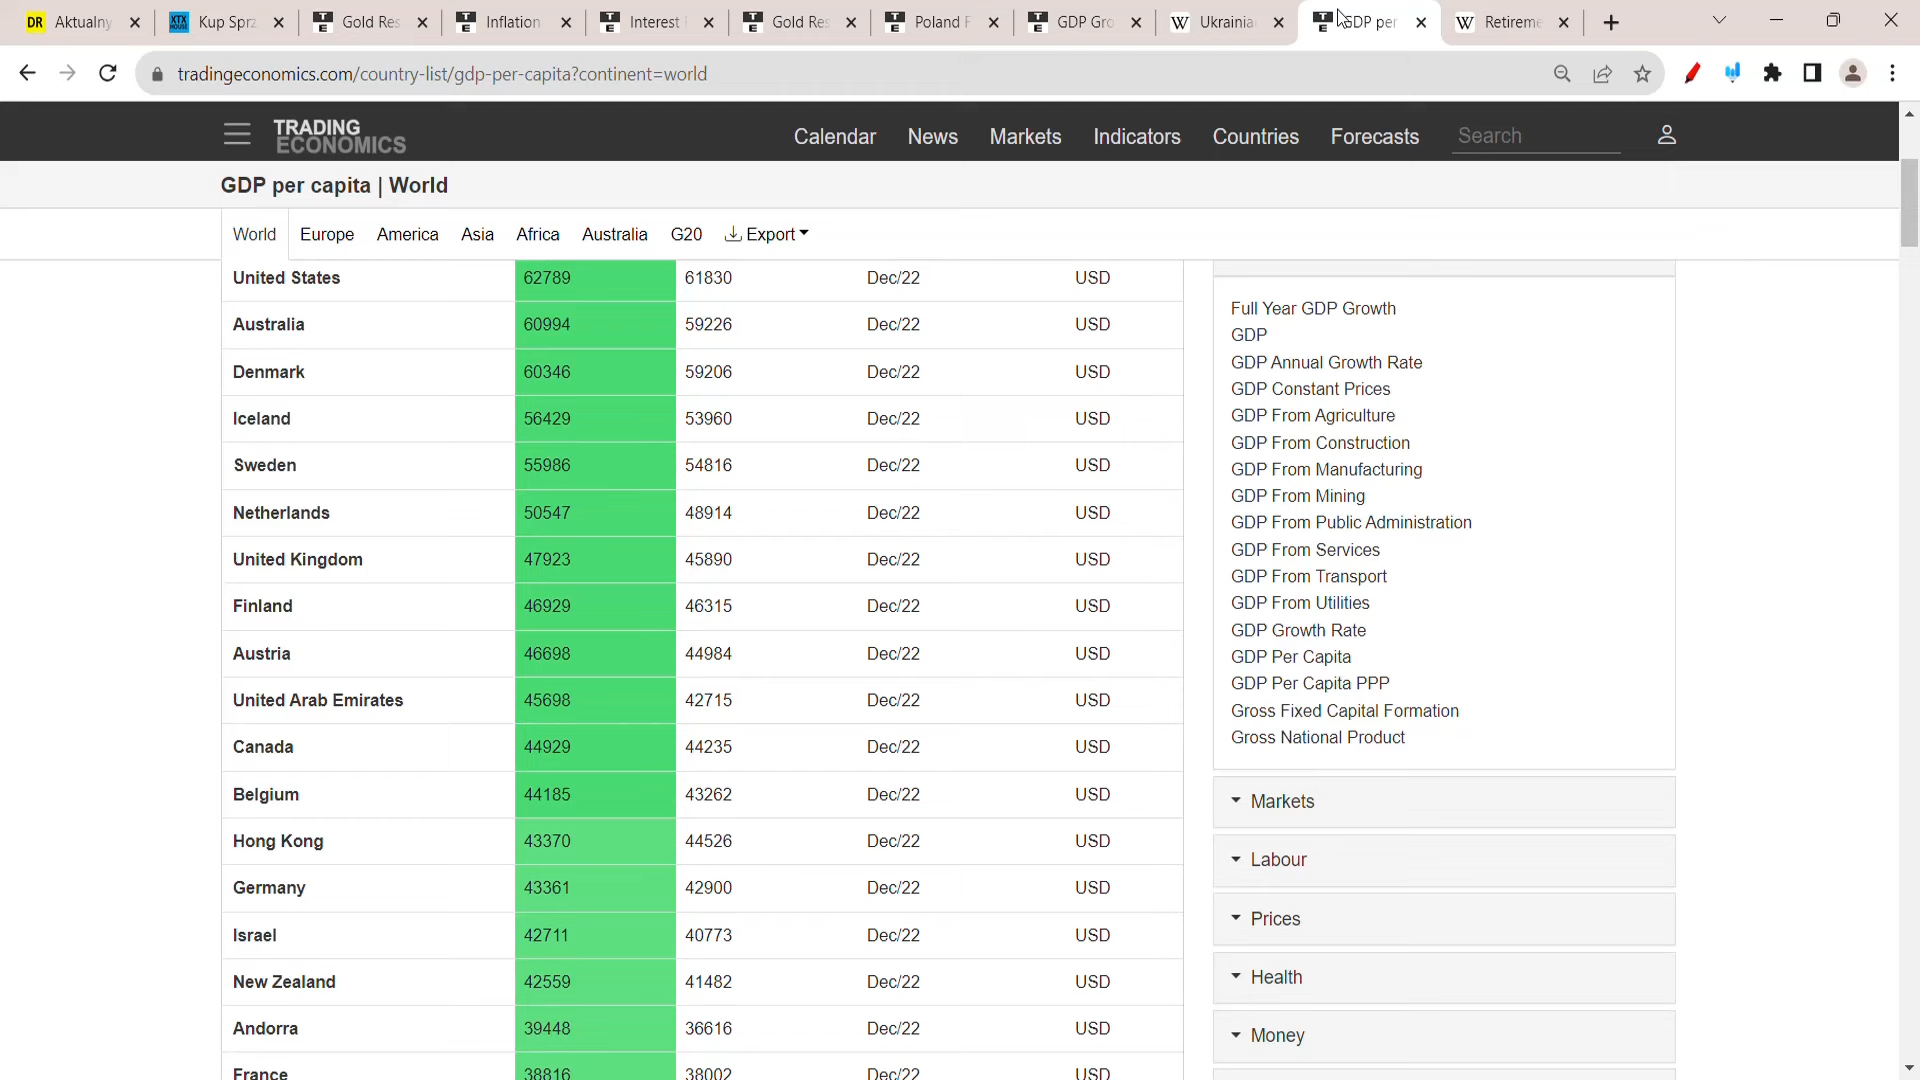 DR Aktualny Kup Sprz Gold Res Inflation Interest Gold Res Poland F GDP Gro W Ukrainia GDP per W Retireme
tradingeconomics.com/country-list/gdp-per-capita?continent=world
TRADING ECONOMICS Calendar News Markets Indicators Countries Forecasts Search
GDP per capita | World
World Europe America Asia Africa Australia G20 Export
United States 62789 61830 Dec/22 USD
Australia 60994 59226 Dec/22 USD
Denmark 60346 59206 Dec/22 USD
Iceland 56429 53960 Dec/22 USD
Sweden 55986 54816 Dec/22 USD
Netherlands 50547 48914 Dec/22 USD
United Kingdom 47923 45890 Dec/22 USD
Finland 46929 46315 Dec/22 USD
Austria 46698 44984 Dec/22 USD
United Arab Emirates 45698 42715 Dec/22 USD
Canada 44929 44235 Dec/22 USD
Belgium 44185 43262 Dec/22 USD
Hong Kong 43370 44526 Dec/22 USD
Germany 43361 42900 Dec/22 USD
Israel 42711 40773 Dec/22 USD
New Zealand 42559 41482 Dec/22 USD
Andorra 39448 36616 Dec/22 USD
France 38816 38002 Dec/22 USD
Full Year GDP Growth
GDP
GDP Annual Growth Rate
GDP Constant Prices
GDP From Agriculture
GDP From Construction
GDP From Manufacturing
GDP From Mining
GDP From Public Administration
GDP From Services
GDP From Transport
GDP From Utilities
GDP Growth Rate
GDP Per Capita
GDP Per Capita PPP
Gross Fixed Capital Formation
Gross National Product
Markets
Labour
Prices
Health
Money